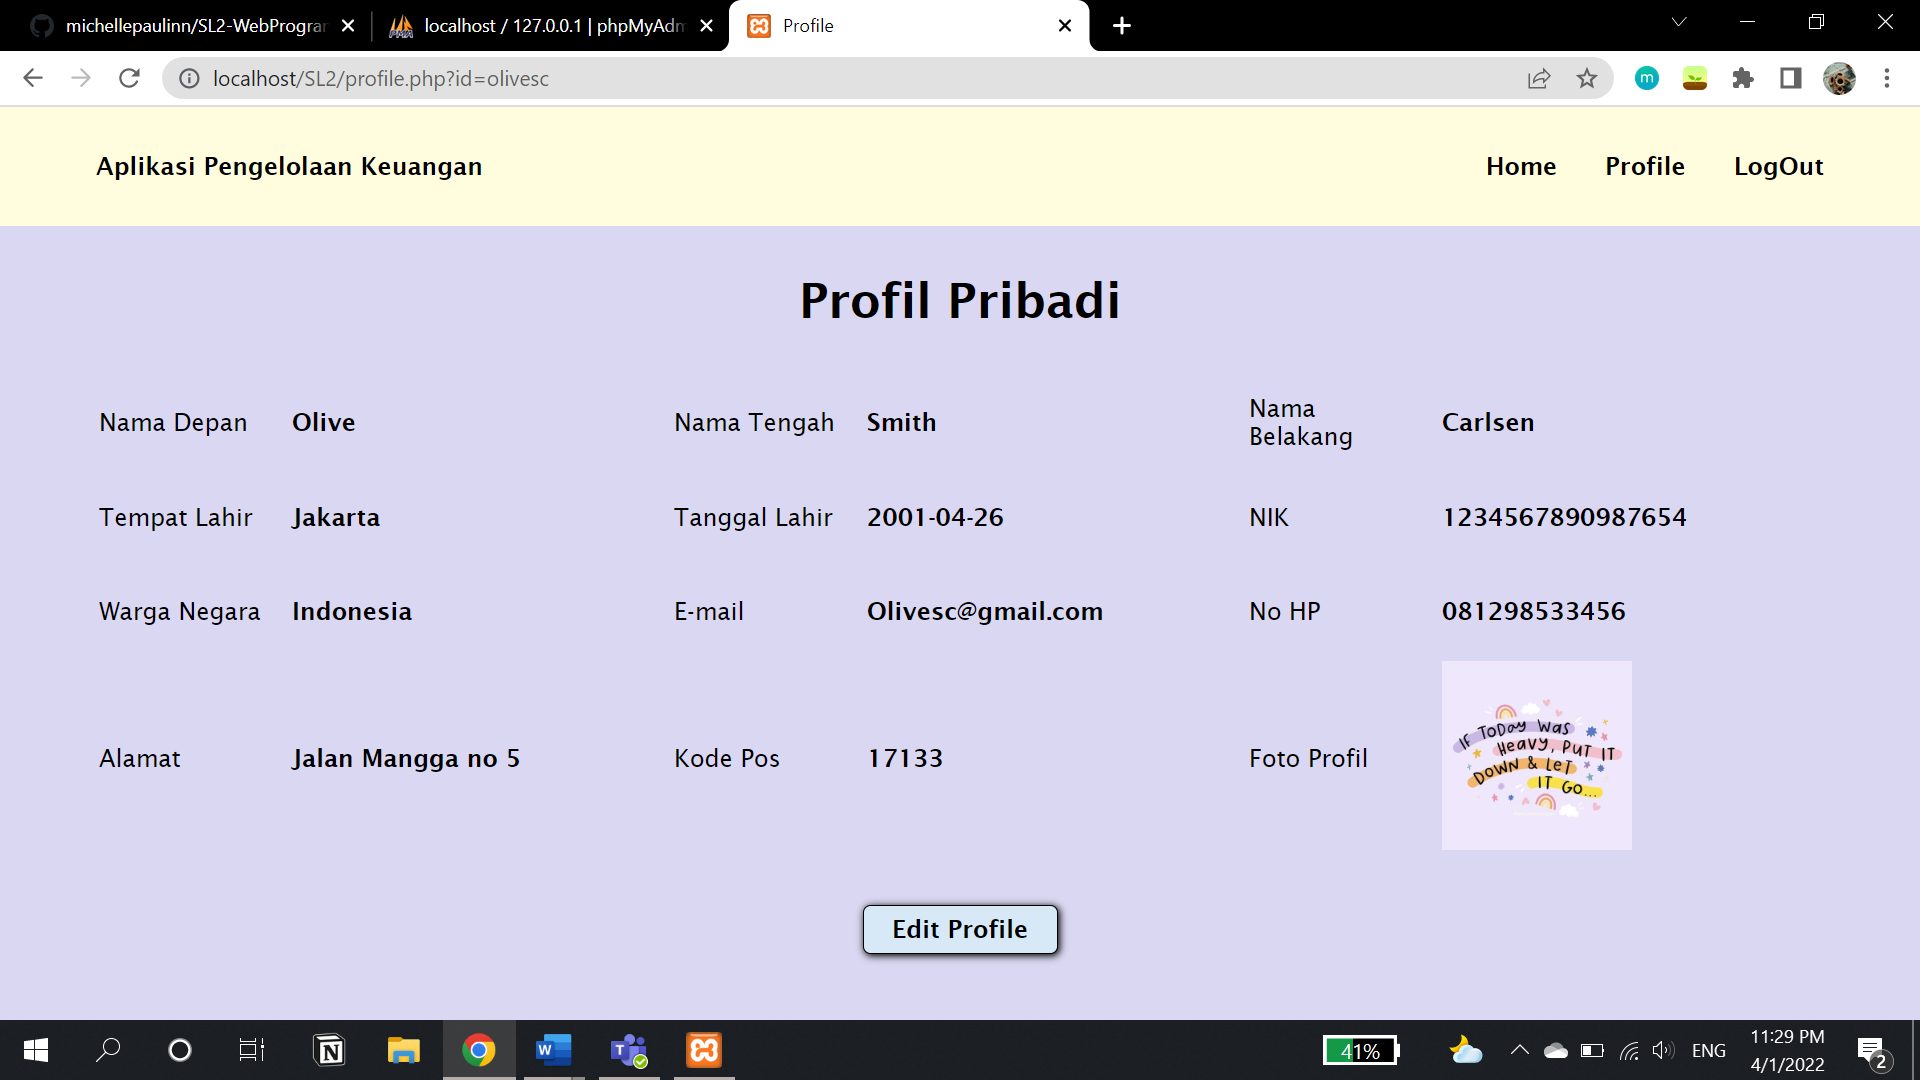 michellepaulinn/SL2-WebProgram
localhost / 127.0.0.1 | phpMyAdm
Profile
localhost/SL2/profile.php?id=olivesc
m
Aplikasi Pengelolaan Keuangan
Home Profile LogOut
Profil Pribadi
Nama Depan Olive Nama Tengah Smith Nama Belakang Carlsen
Tempat Lahir Jakarta Tanggal Lahir 2001-04-26 NIK 1234567890987654
Warga Negara Indonesia E-mail Olivesc@gmail.com No HP 081298533456
Alamat Jalan Mangga no 5 Kode Pos 17133 Foto Profil
IF TODAY WAS
HEAVY, PUT IT
DOWN & LET
IT GO...
Edit Profile
41%
ENG
11:29 PM
4/1/2022
2